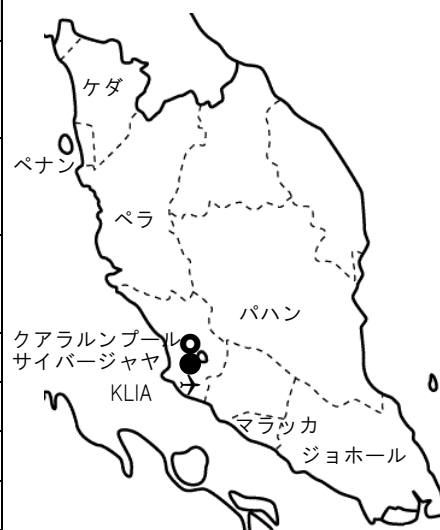 ケダ
ペナン
ペラ
パハン
クアラルンプール
サイバージャヤ
KLIA
マラッカ
ジョホール